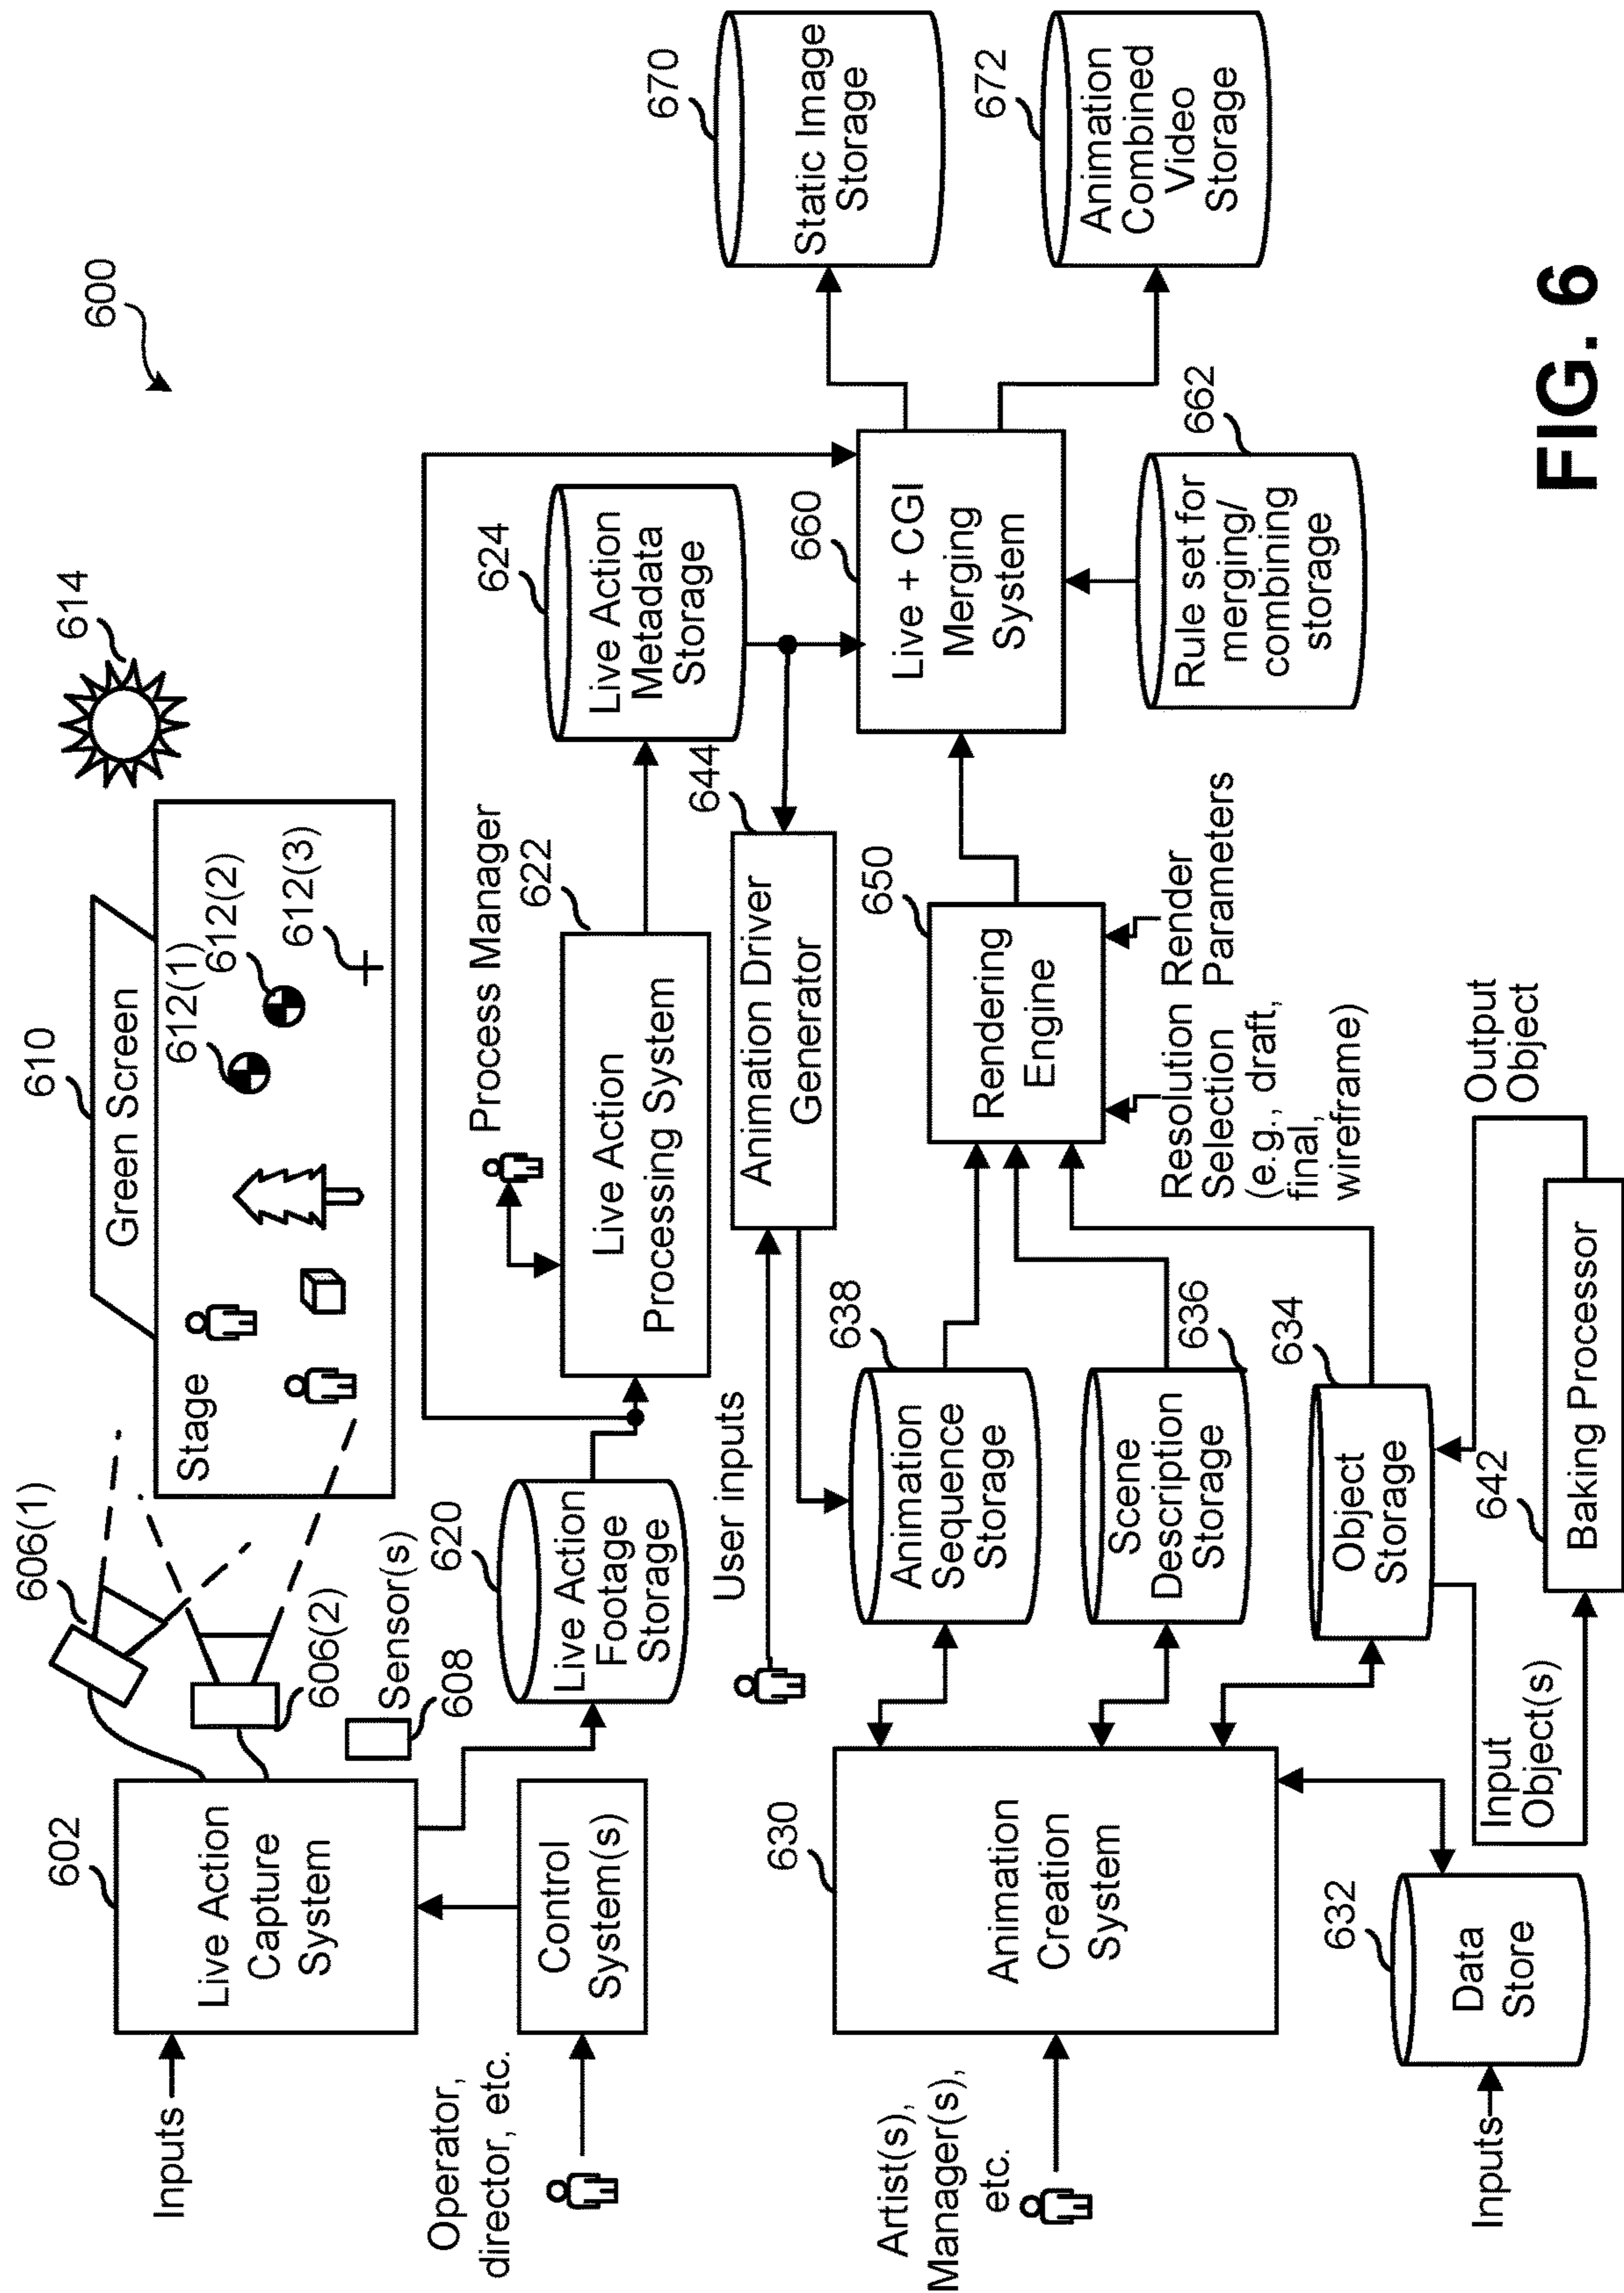 600
606(1)
610
Green Screen
614
602
Live Action
Capture
System
Inputs
606(2)
Stage
612(1)
612(2)
612(3)
Sensor(s)
608
Control
System(s)
Operator,
director, etc.
620
Live Action
Footage
Storage
Process Manager
622
Live Action
Processing System
624
Live Action
Metadata
Storage
User inputs
644
Animation Driver
Generator
630
Animation
Creation
System
Artist(s),
Manager(s),
etc.
638
Animation
Sequence
Storage
636
Scene
Description
Storage
634
Object
Storage
650
Rendering
Engine
Resolution
Selection
(e.g., draft,
final,
wireframe)
Render
Parameters
660
Live + CGI
Merging
System
662
Rule set for
merging/
combining
storage
670
Static Image
Storage
672
Animation
Combined
Video
Storage
632
Data
Store
Inputs
Input
Object(s)
642
Baking Processor
Output
Object
FIG. 6